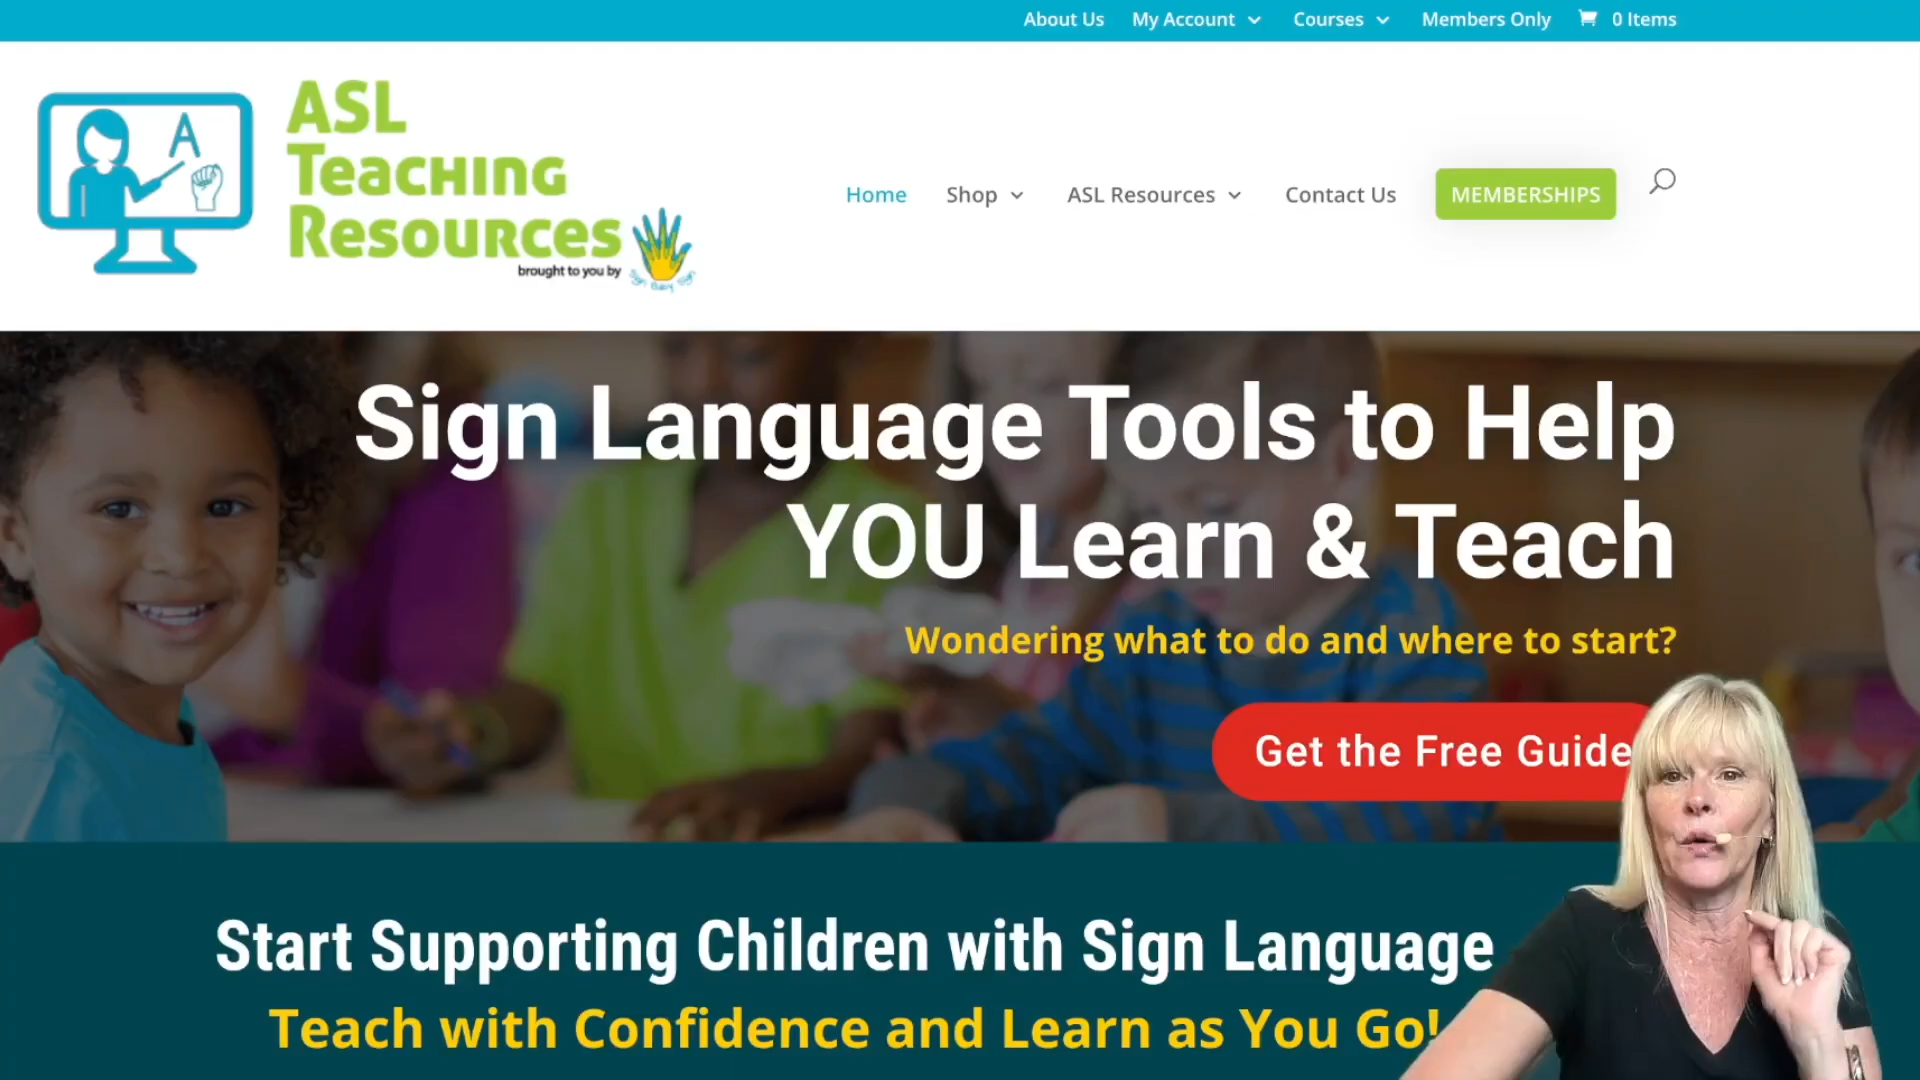 About Us My Account Courses Members Only 0 Items
A
ASL
Teaching
Resources
brought to you by
Sign Baby Sign
Home Shop ASL Resources Contact Us MEMBERSHIPS
Sign Language Tools to Help
YOU Learn & Teach
Wondering what to do and where to start?
Get the Free Guide
Start Supporting Children with Sign Language
Teach with Confidence and Learn as You Go!